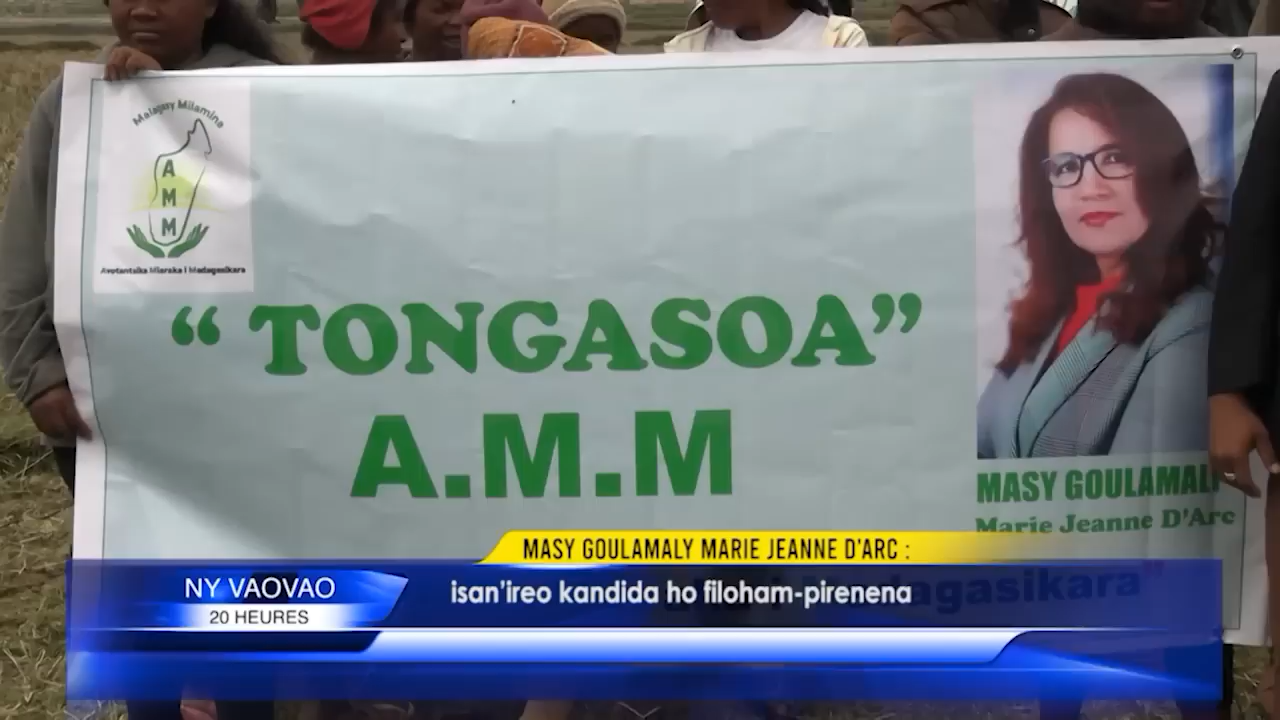 Malagasy Milamina
A
M
M
Avotantsika Miaraka i Madagasikara
“ TONGASOA”
A.M.M
MASY GOULAMALY
Marie Jeanne D'Arc
MASY GOULAMALY MARIE JEANNE D'ARC :
NY VAOVAO
20 HEURES
isan'ireo kandida ho filoham-pirenena